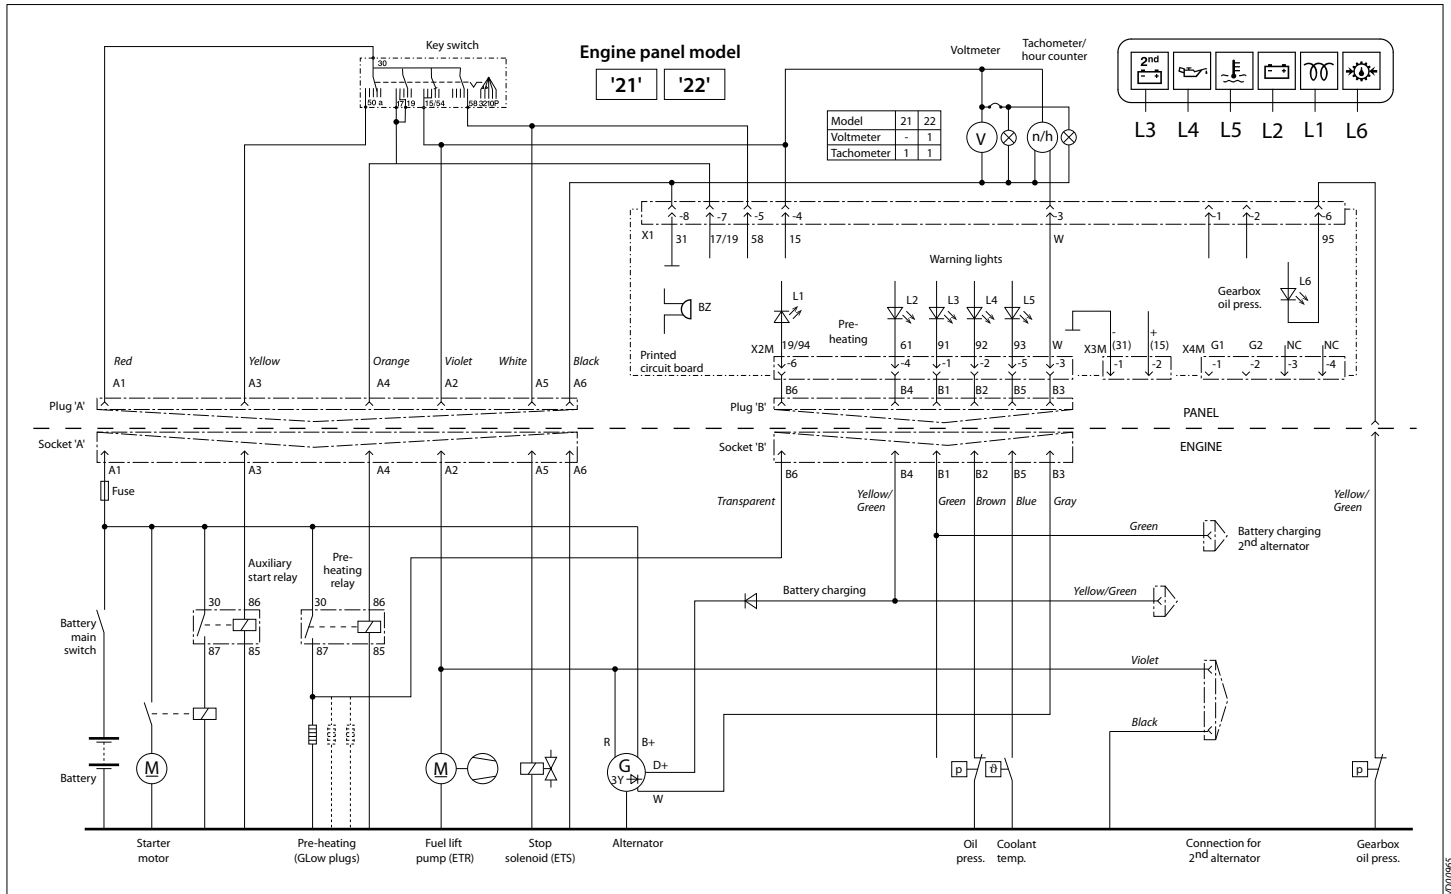 Key switch
Engine panel model
'21' '22'
Voltmeter
Tachometer/
hour counter
2nd
L3 L4 L5 L2 L1 L6
30
50 a 17 19 15/54 58 3210P
Model 21 22
Voltmeter - 1
Tachometer 1 1
V n/h
-8 -7 -5 -4 -3 -1 -2 -6
X1 31 17/19 58 15 W 95
Warning lights
BZ
L1
L2 L3 L4 L5
Gearbox
oil press.
L6
Pre-
heating
Printed
circuit board
X2M 19/94 61 91 92 93 W
-6 -4 -1 -2 -5 -3
X3M - (31) + (15)
-1 -2
X4M G1 G2 NC NC
-1 -2 -3 -4
Red Yellow Orange Violet White Black
A1 A3 A4 A2 A5 A6
B6 B4 B1 B2 B5 B3
Plug 'A'
Plug 'B'
PANEL
Socket 'A'
Socket 'B'
ENGINE
A1 A3 A4 A2 A5 A6
B6 B4 B1 B2 B5 B3
Fuse
Transparent
Yellow/
Green
Green Brown Blue Gray
Yellow/
Green
Green
Battery charging
2nd alternator
Auxiliary
start relay
Pre-
heating
relay
30 86
87 85
30 86
87 85
Battery charging
Yellow/Green
Battery
main
switch
Violet
Black
Battery
M
M
R B+
G
3Y
D+
W
p
ϑ
p
Starter
motor
Pre-heating
(GLow plugs)
Fuel lift
pump (ETR)
Stop
solenoid (ETS)
Alternator
Oil
press.
Coolant
temp.
Connection for
2nd alternator
Gearbox
oil press.